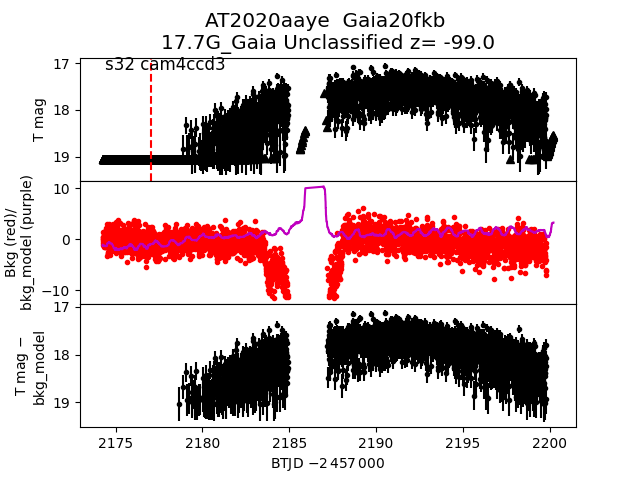 AT2020aaye  Gaia20fkb
17.7G_Gaia Unclassified z= -99.0
s32 cam4ccd3
17
18
19
T mag
10
0
−10
Bkg (red)/
bkg_model (purple)
17
18
19
T mag −
bkg_model
2175
2180
2185
2190
2195
2200
BTJD −2 457 000